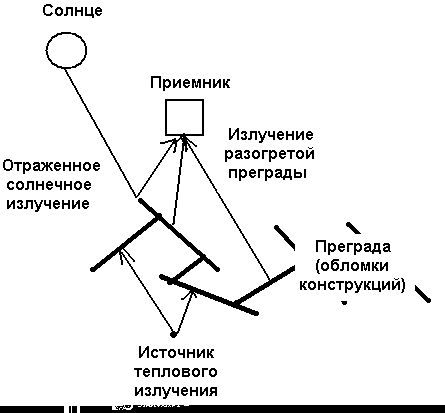 Солнце
Приемник
Излучение
разогретой
преграды
Отраженное
солнечное
излучение
Преграда
(обломки
конструкций)
Источник
теплового
излучения